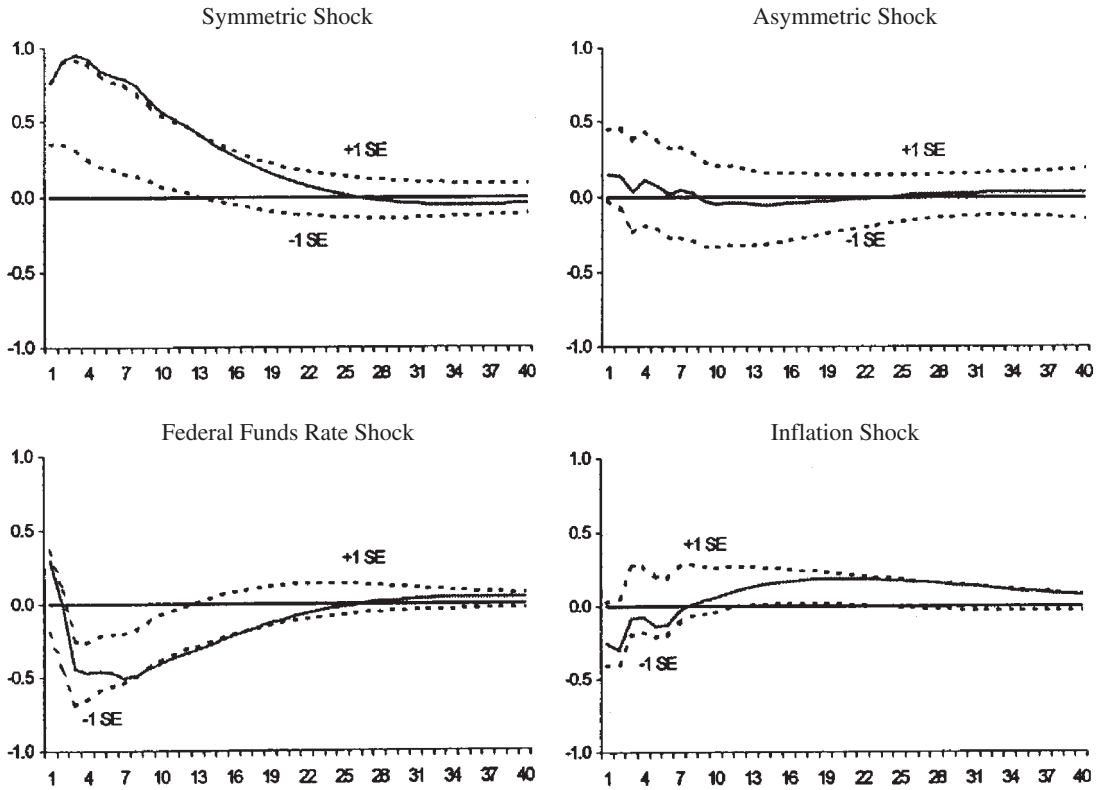 Symmetric Shock
1.0
0.5
0.0
-0.5
-1.0
+1 SE
-1 SE
1 4 7 10 13 16 19 22 25 28 31 34 37 40
Asymmetric Shock
1.0
0.5
0.0
-0.5
-1.0
+1 SE
-1 SE
1 4 7 10 13 16 19 22 25 28 31 34 37 40
Federal Funds Rate Shock
1.0
0.5
0.0
-0.5
-1.0
+1 SE
-1 SE
1 4 7 10 13 16 19 22 25 28 31 34 37 40
Inflation Shock
1.0
0.5
0.0
-0.5
-1.0
+1 SE
-1 SE
1 4 7 10 13 16 19 22 25 28 31 34 37 40